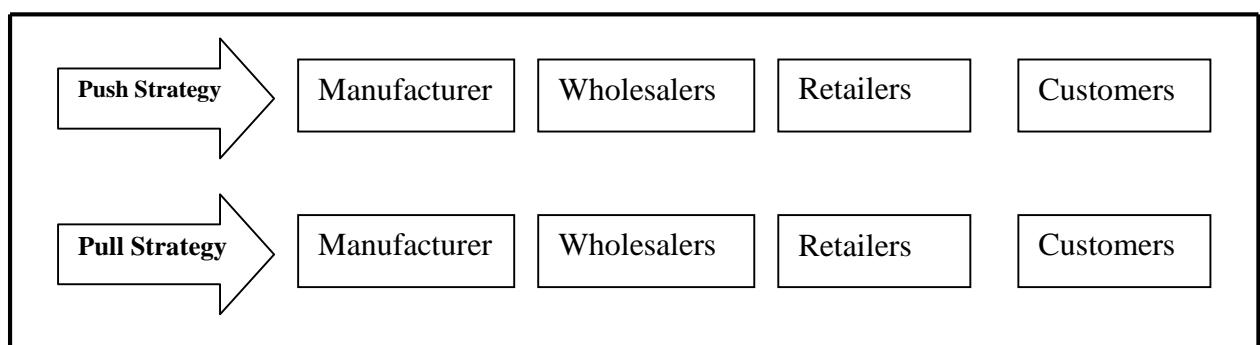 Push Strategy Manufacturer Wholesalers Retailers Customers
Pull Strategy Manufacturer Wholesalers Retailers Customers